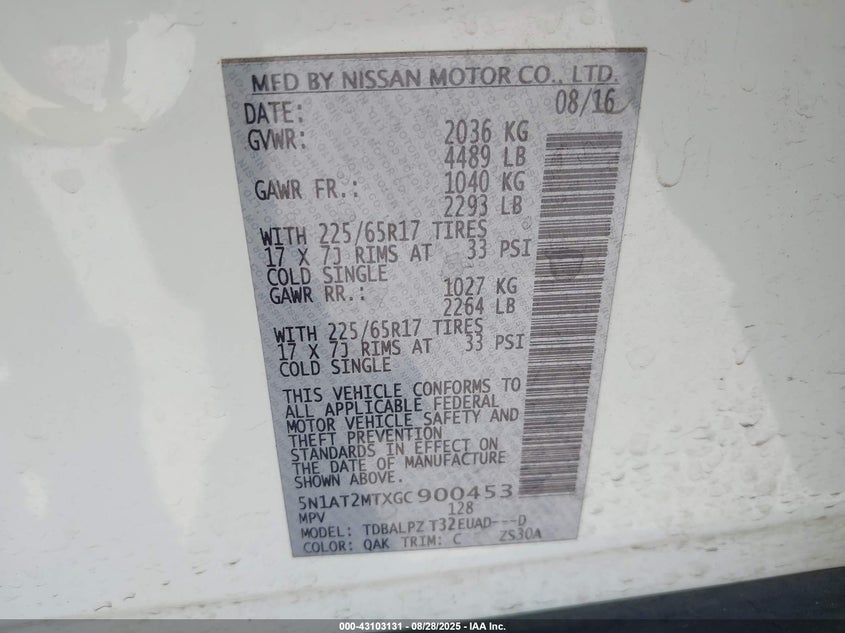 MFD BY NISSAN MOTOR CO., LTD.
DATE: 08/16
GVWR: 2036 KG
4489 LB
GAWR FR.: 1040 KG
2293 LB
WITH 225/65R17 TIRES
17 X 7J RIMS AT 33 PSI
COLD SINGLE
GAWR RR.: 1027 KG
2264 LB
WITH 225/65R17 TIRES
17 X 7J RIMS AT 33 PSI
COLD SINGLE
THIS VEHICLE CONFORMS TO
ALL APPLICABLE FEDERAL
MOTOR VEHICLE SAFETY AND
THEFT PREVENTION
STANDARDS IN EFFECT ON
THE DATE OF MANUFACTURE
SHOWN ABOVE.
5N1AT2MTXGC900453
MPV 128
MODEL: TDBALPZ T32EUAD---D
COLOR: QAK TRIM: C ZS30A
000-43103131 - 08/28/2025 - IAA Inc.